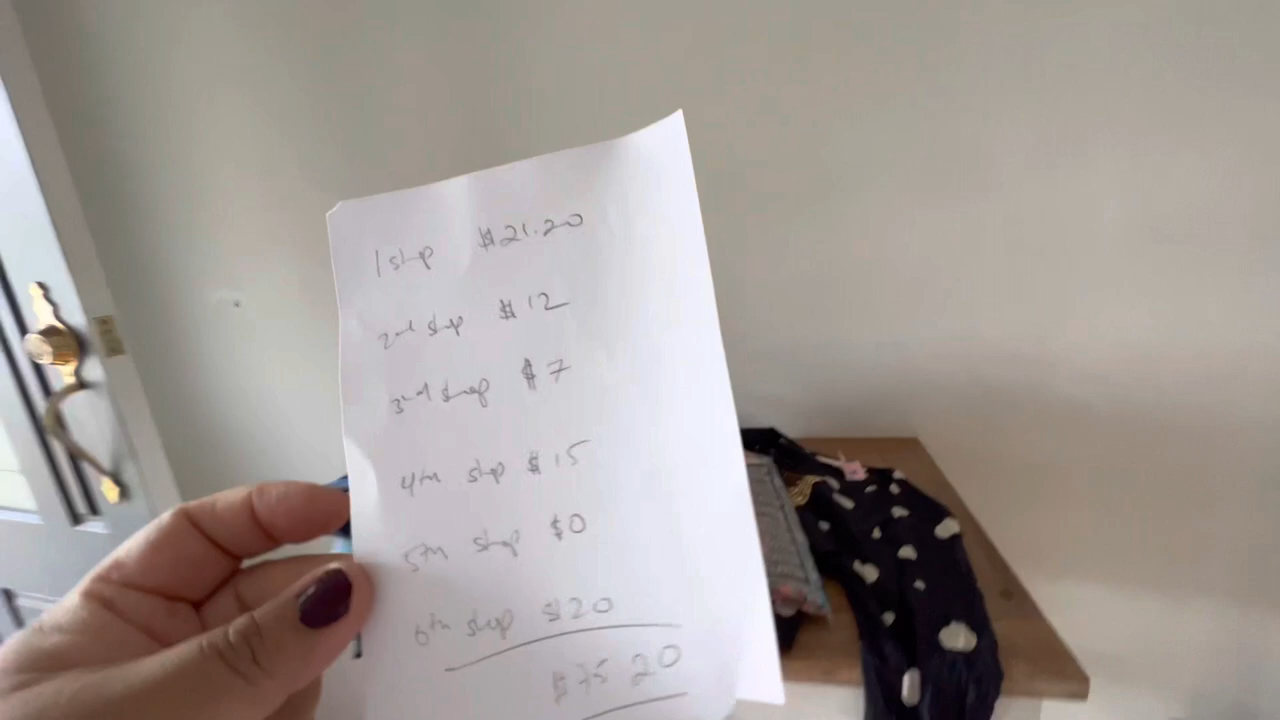 1 shop $21.20
2nd shop $12
3rd shop $7
4th shop $15
5th shop $0
6th shop $20
$75 20